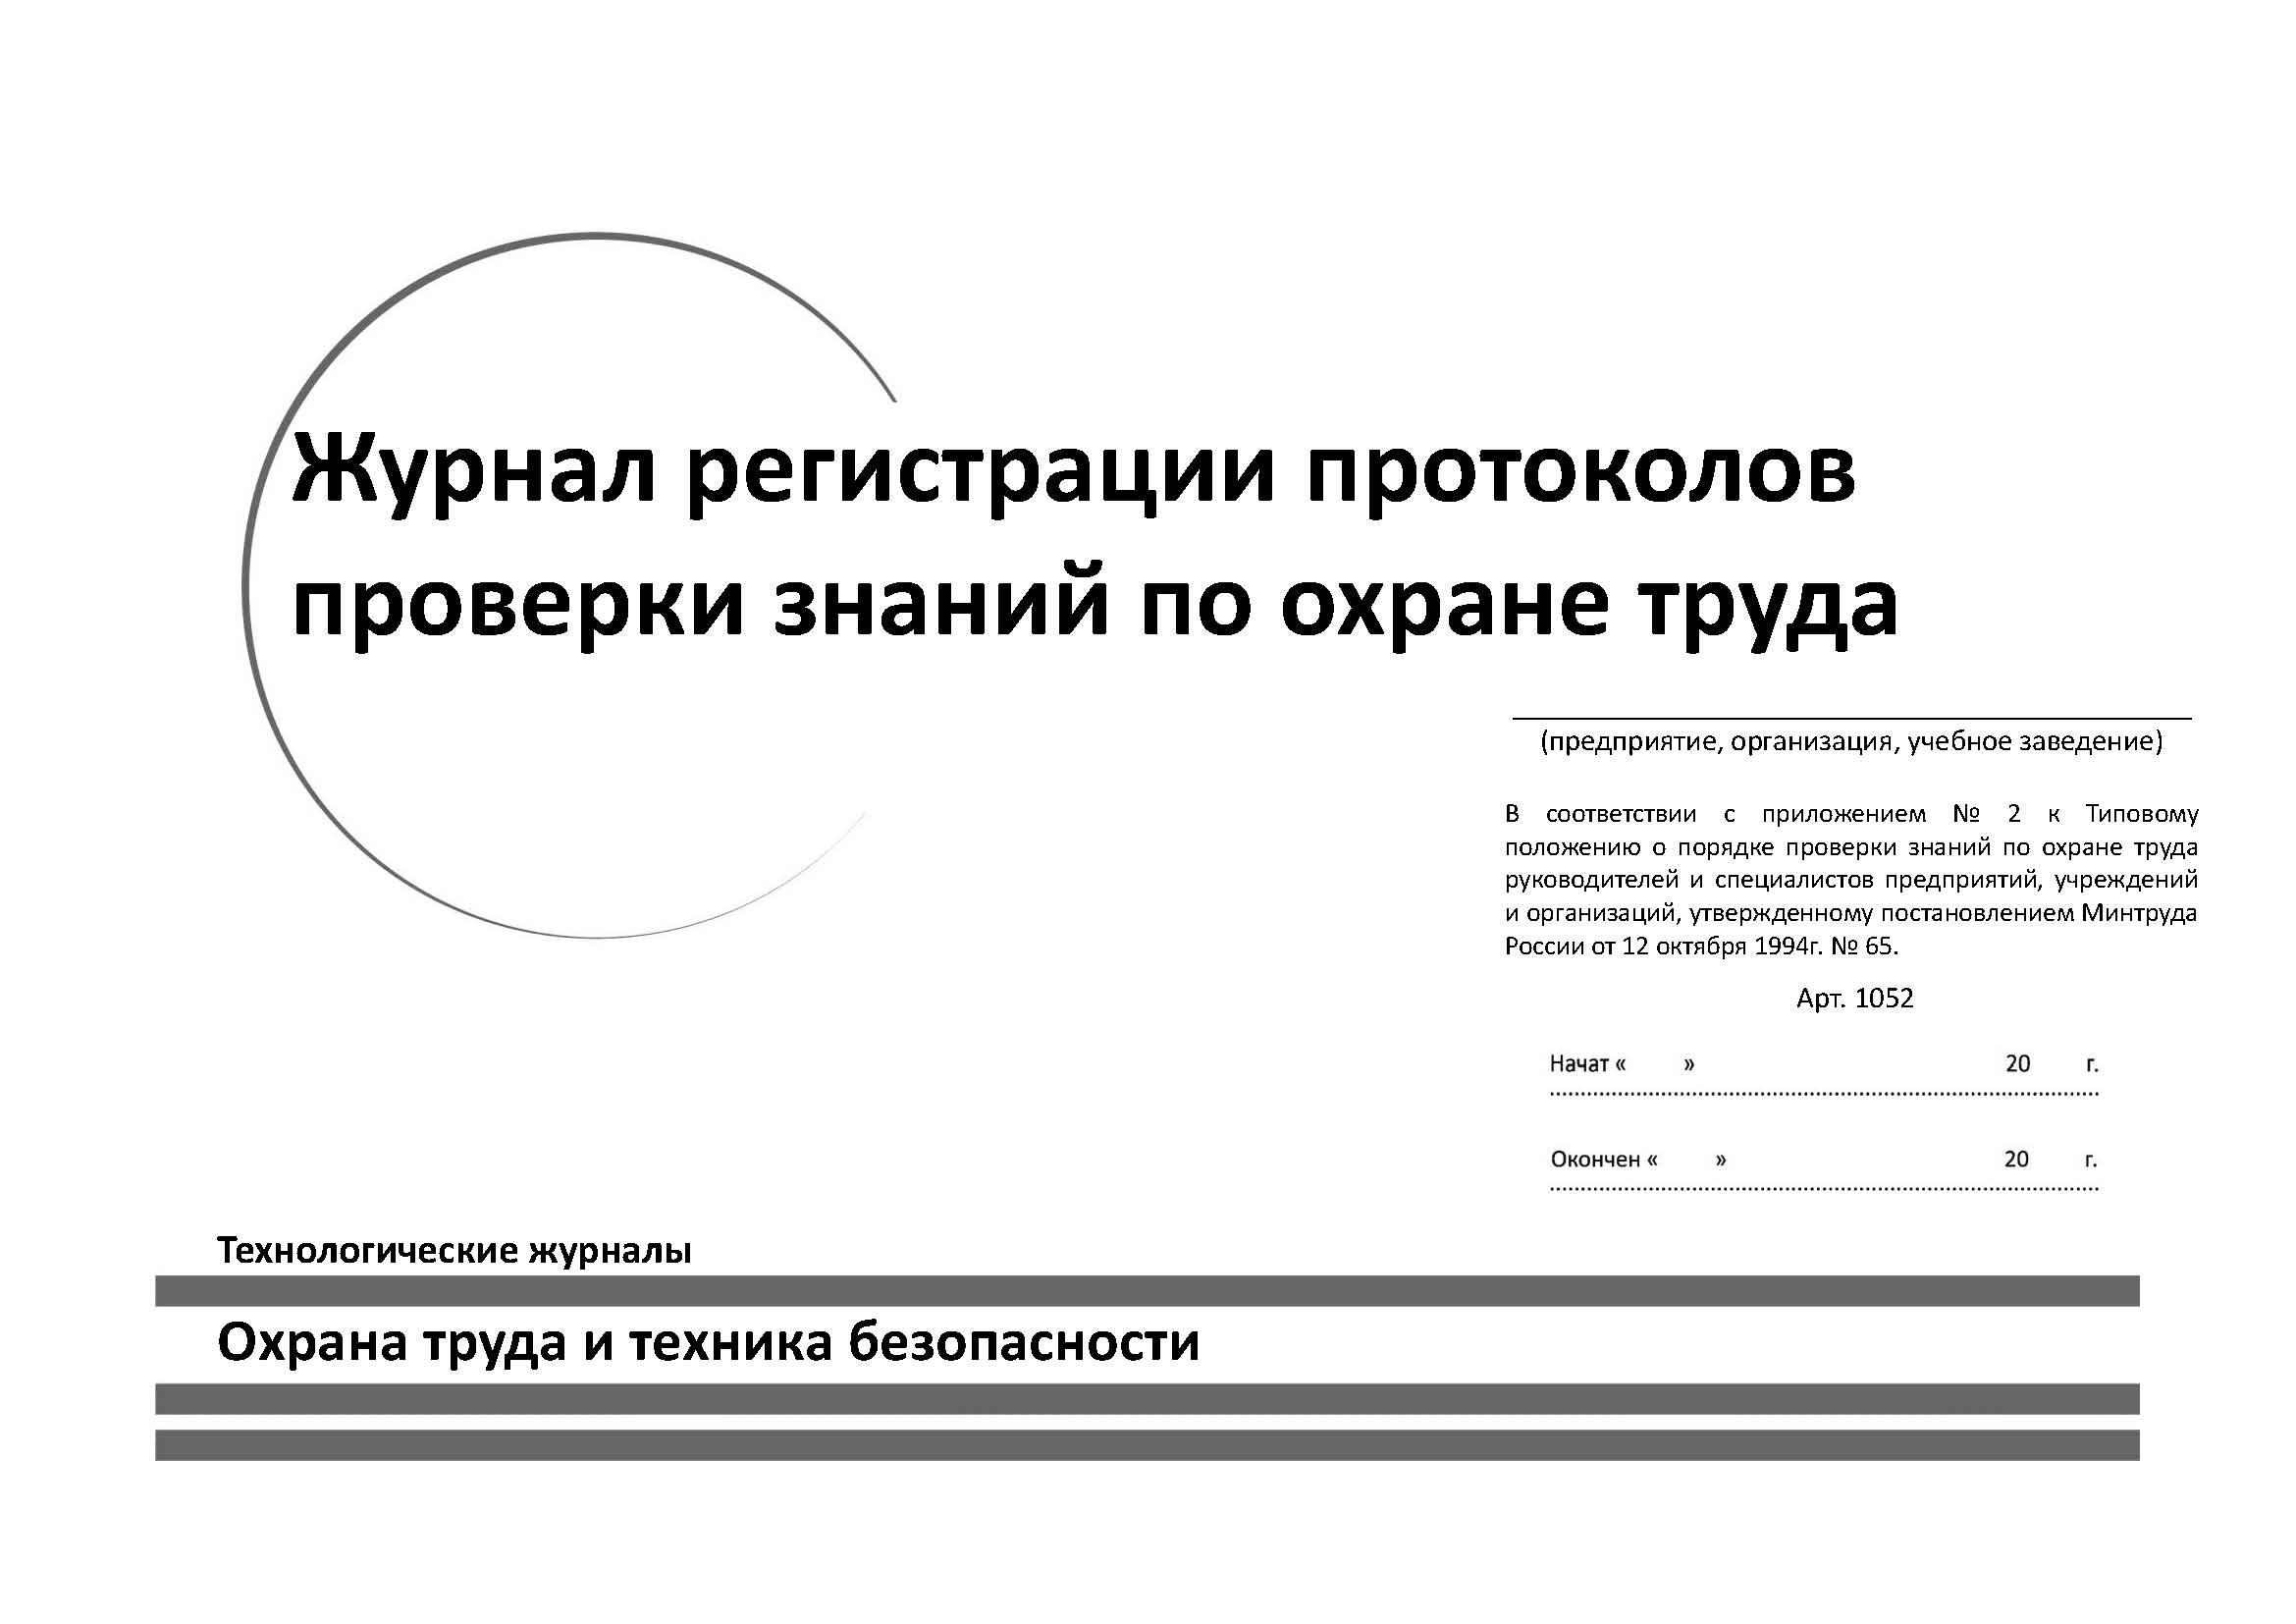 Журнал регистрации протоколов
проверки знаний по охране труда
(предприятие, организация, учебное заведение)
В соответствии с приложением № 2 к Типовому
положению о порядке проверки знаний по охране труда
руководителей и специалистов предприятий, учреждений
и организаций, утвержденному постановлением Минтруда
России от 12 октября 1994г. № 65.
Арт. 1052
Начат « » 20 г.
Окончен « » 20 г.
Технологические журналы
Охрана труда и техника безопасности